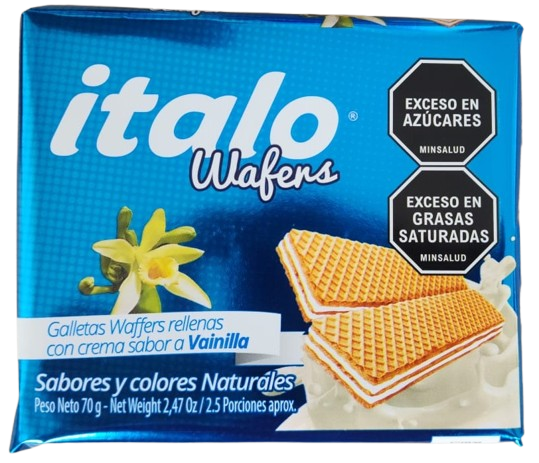 italo®
Wafers
EXCESO EN
AZÚCARES
MINSALUD
EXCESO EN
GRASAS
SATURADAS
MINSALUD
Galletas Waffers rellenas
con crema sabor a Vainilla
Sabores y colores Naturales
Peso Neto 70 g - Net Weight 2,47 Oz / 2.5 Porciones aprox.